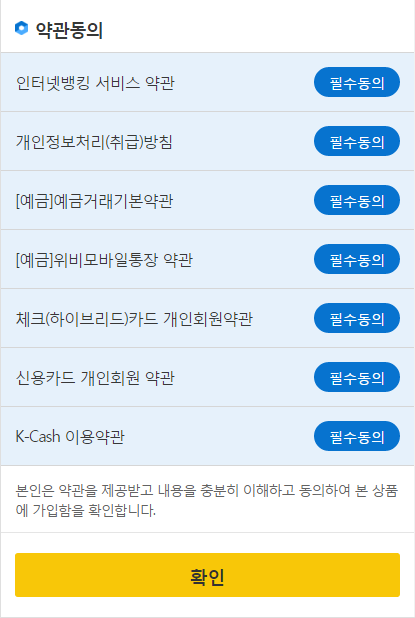 약관동의
인터넷뱅킹 서비스 약관 필수동의
개인정보처리(취급)방침 필수동의
[예금]예금거래기본약관 필수동의
[예금]위비모바일통장 약관 필수동의
체크(하이브리드)카드 개인회원약관 필수동의
신용카드 개인회원 약관 필수동의
K-Cash 이용약관 필수동의
본인은 약관을 제공받고 내용을 충분히 이해하고 동의하여 본 상품
에 가입함을 확인합니다.
확인